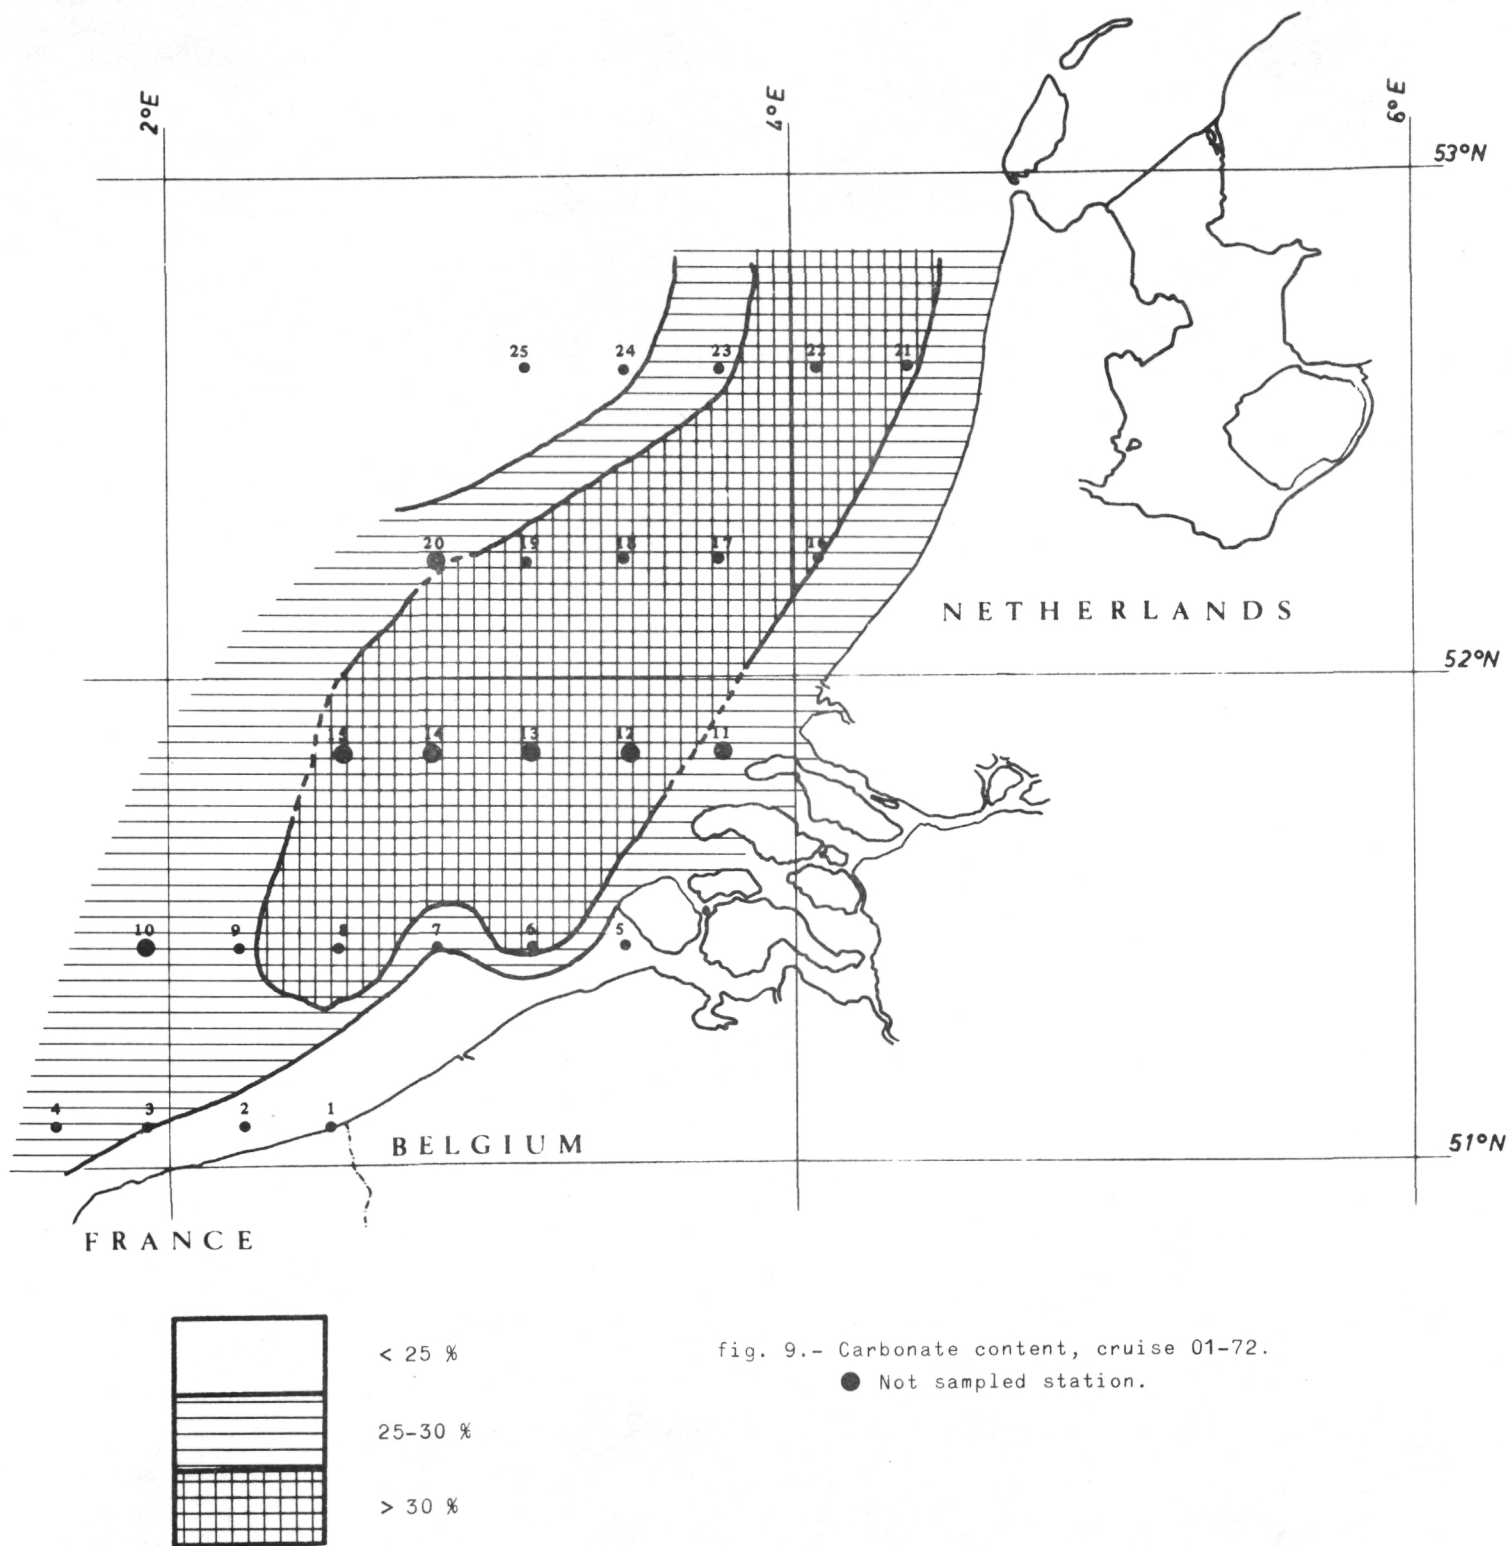 2°E
4°E
6°E
53°N
25
24
23
22
21
20
19
18
17
16
NETHERLANDS
52°N
15
14
13
12
11
10
9
8
7
6
5
4
3
2
1
BELGIUM
51°N
FRANCE
< 25 %
25-30 %
> 30 %
fig. 9.- Carbonate content, cruise 01-72.
● Not sampled station.